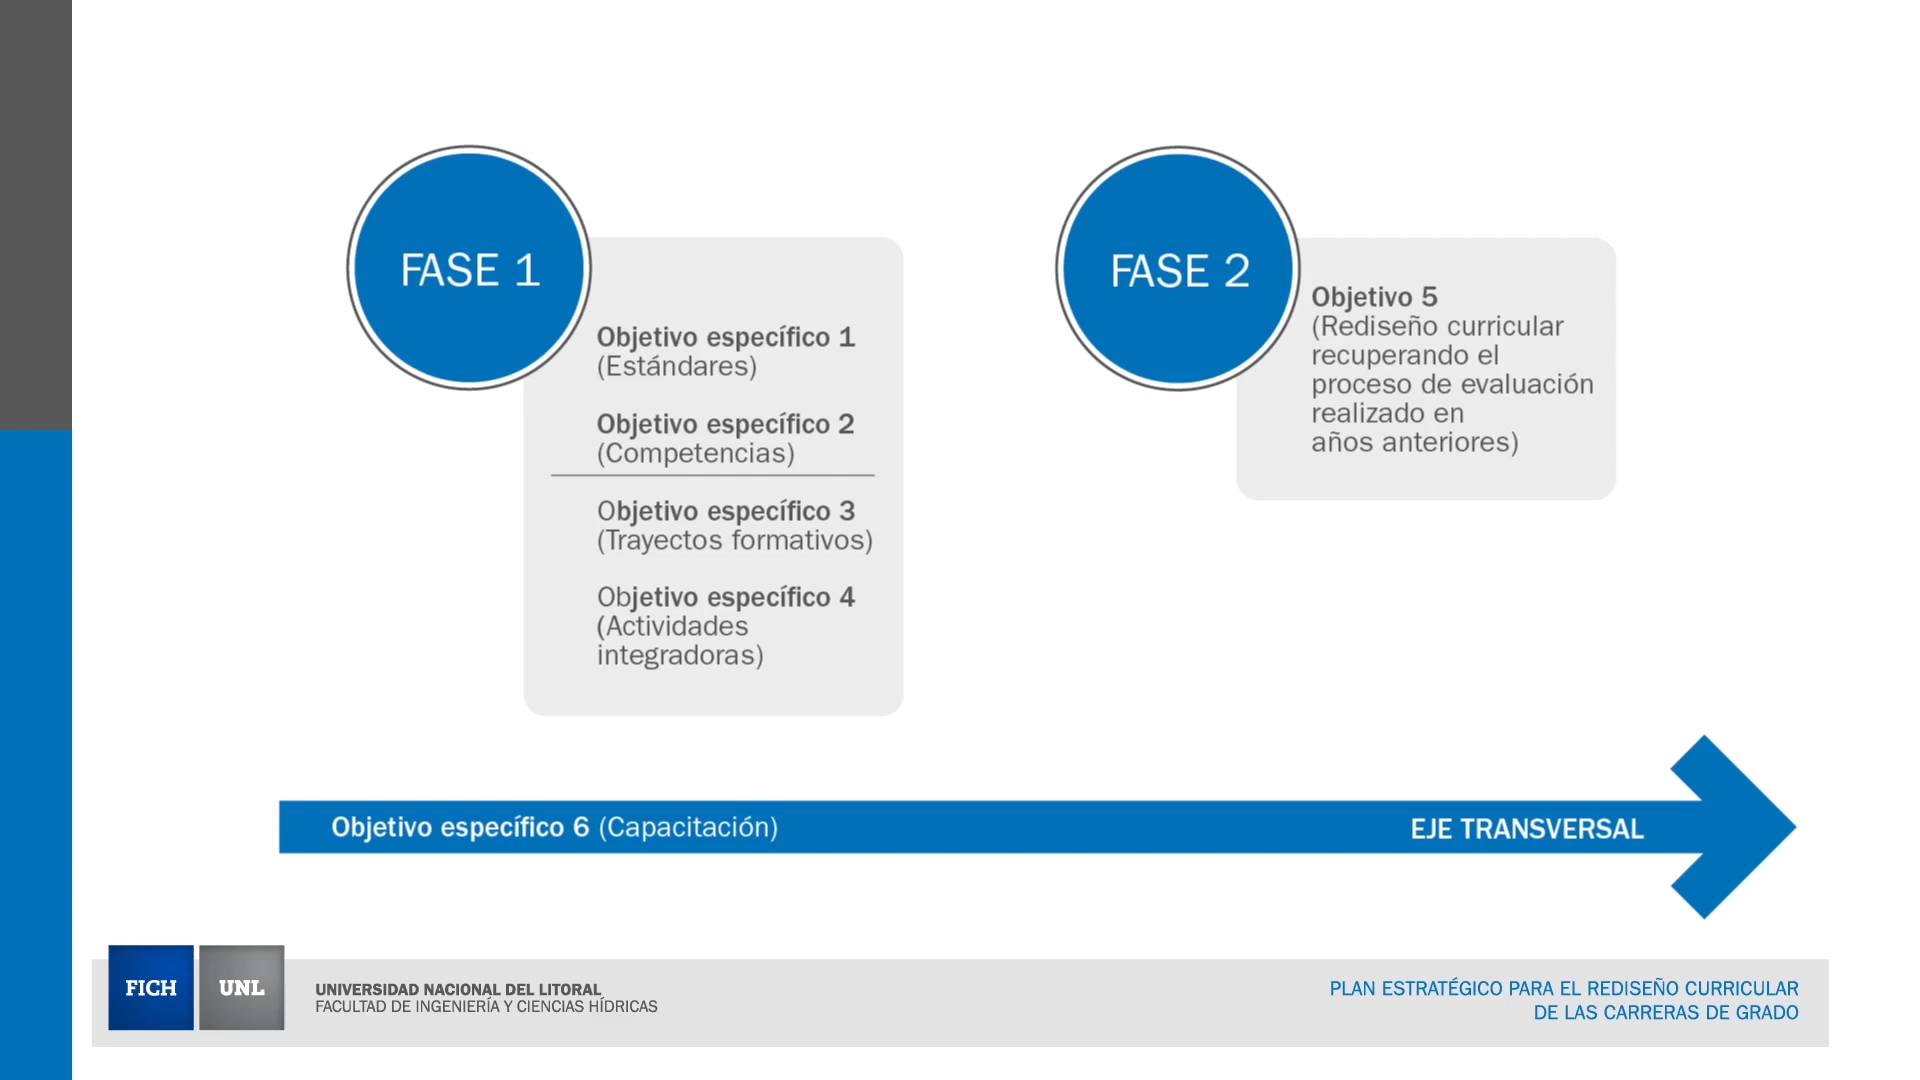 FASE 1
Objetivo específico 1
(Estándares)
Objetivo específico 2
(Competencias)
Objetivo específico 3
(Trayectos formativos)
Objetivo específico 4
(Actividades
integradoras)
FASE 2
Objetivo 5
(Rediseño curricular
recuperando el
proceso de evaluación
realizado en
años anteriores)
Objetivo específico 6 (Capacitación)
EJE TRANSVERSAL
FICH
UNL
UNIVERSIDAD NACIONAL DEL LITORAL
FACULTAD DE INGENIERÍA Y CIENCIAS HÍDRICAS
PLAN ESTRATÉGICO PARA EL REDISEÑO CURRICULAR
DE LAS CARRERAS DE GRADO